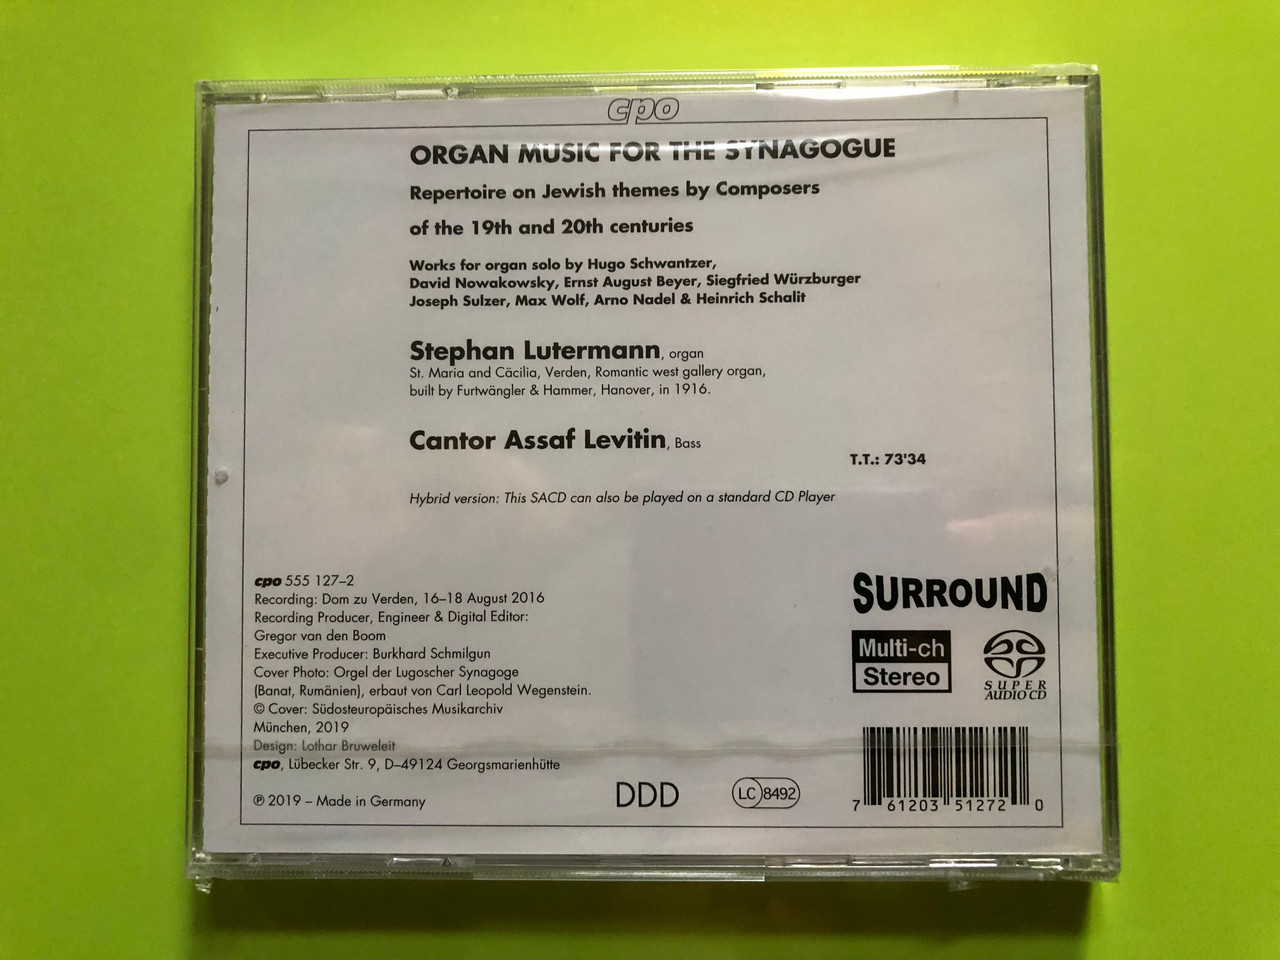 cpo
ORGAN MUSIC FOR THE SYNAGOGUE
Repertoire on Jewish themes by Composers
of the 19th and 20th centuries
Works for organ solo by Hugo Schwantzer,
David Nowakowsky, Ernst August Beyer, Siegfried Würzburger
Joseph Sulzer, Max Wolf, Arno Nadel & Heinrich Schalit
Stephan Lutermann, organ
St. Maria and Cäcilia, Verden, Romantic west gallery organ,
built by Furtwängler & Hammer, Hanover, in 1916.
Cantor Assaf Levitin, Bass
T.T.: 73'34
Hybrid version: This SACD can also be played on a standard CD Player
cpo 555 127–2
Recording: Dom zu Verden, 16–18 August 2016
Recording Producer, Engineer & Digital Editor:
Gregor van den Boom
Executive Producer: Burkhard Schmilgun
Cover Photo: Orgel der Lugoscher Synagoge
(Banat, Rumänien), erbaut von Carl Leopold Wegenstein.
© Cover: Südosteuropäisches Musikarchiv
München, 2019
Design: Lothar Bruweleit
cpo, Lübecker Str. 9, D–49124 Georgsmarienhütte
℗ 2019 – Made in Germany
DDD
LC 8492
SURROUND
Multi-ch
Stereo
SUPER
AUDIO CD
7 61203 51272 0